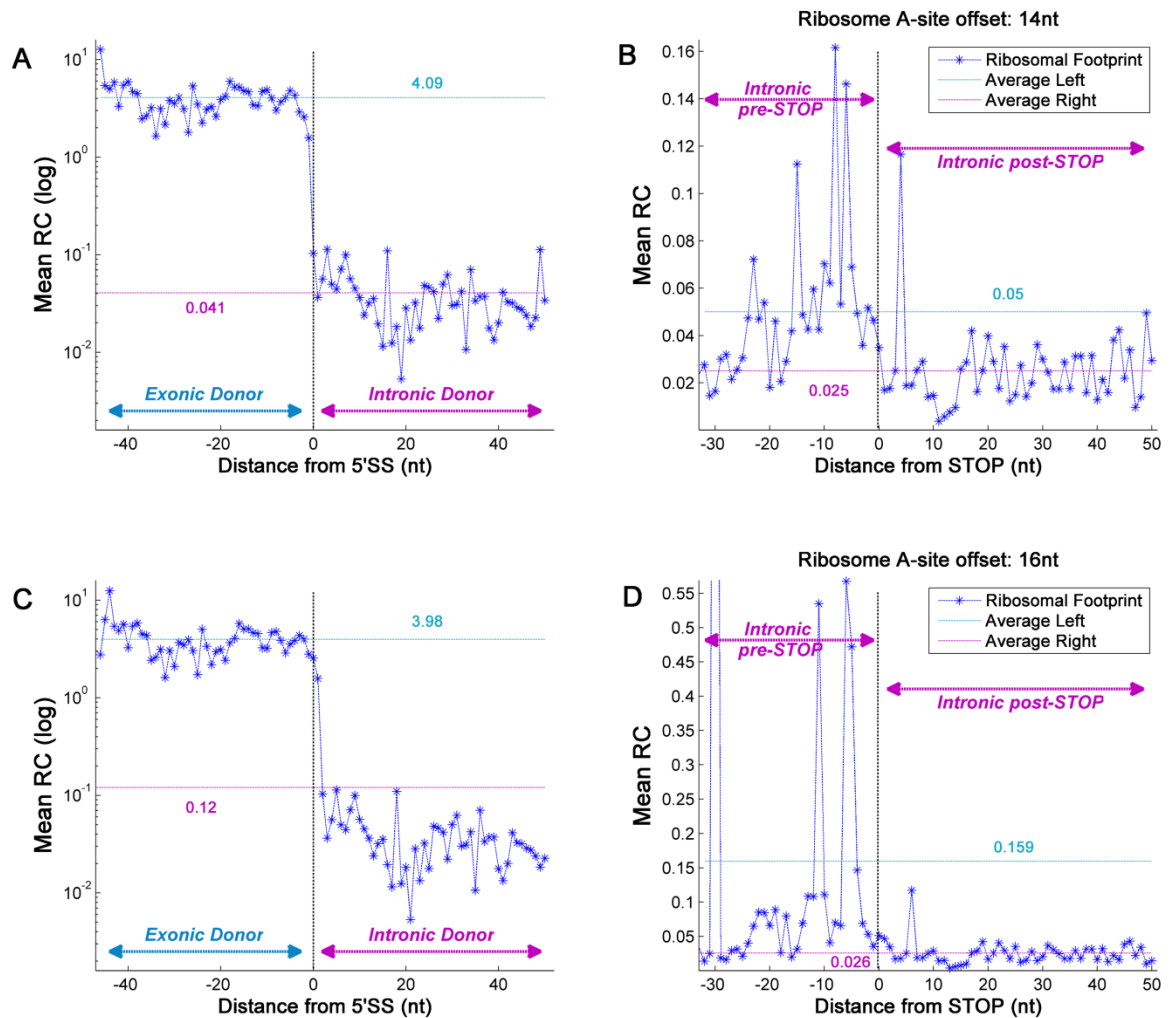 A
Mean RC (log)
10^1
10^0
10^-1
10^-2
4.09
0.041
Exonic Donor
Intronic Donor
-40
-20
0
20
40
Distance from 5'SS (nt)
Ribosome A-site offset: 14nt
B
Mean RC
0.16
0.14
0.12
0.1
0.08
0.06
0.04
0.02
Intronic
pre-STOP
Ribosomal Footprint
Average Left
Average Right
Intronic post-STOP
0.05
0.025
-30
-20
-10
0
10
20
30
40
50
Distance from STOP (nt)
C
Mean RC (log)
10^1
10^0
10^-1
10^-2
3.98
0.12
Exonic Donor
Intronic Donor
-40
-20
0
20
40
Distance from 5'SS (nt)
Ribosome A-site offset: 16nt
D
Mean RC
0.55
0.5
0.45
0.4
0.35
0.3
0.25
0.2
0.15
0.1
0.05
Intronic
pre-STOP
Ribosomal Footprint
Average Left
Average Right
Intronic post-STOP
0.159
0.026
-30
-20
-10
0
10
20
30
40
50
Distance from STOP (nt)